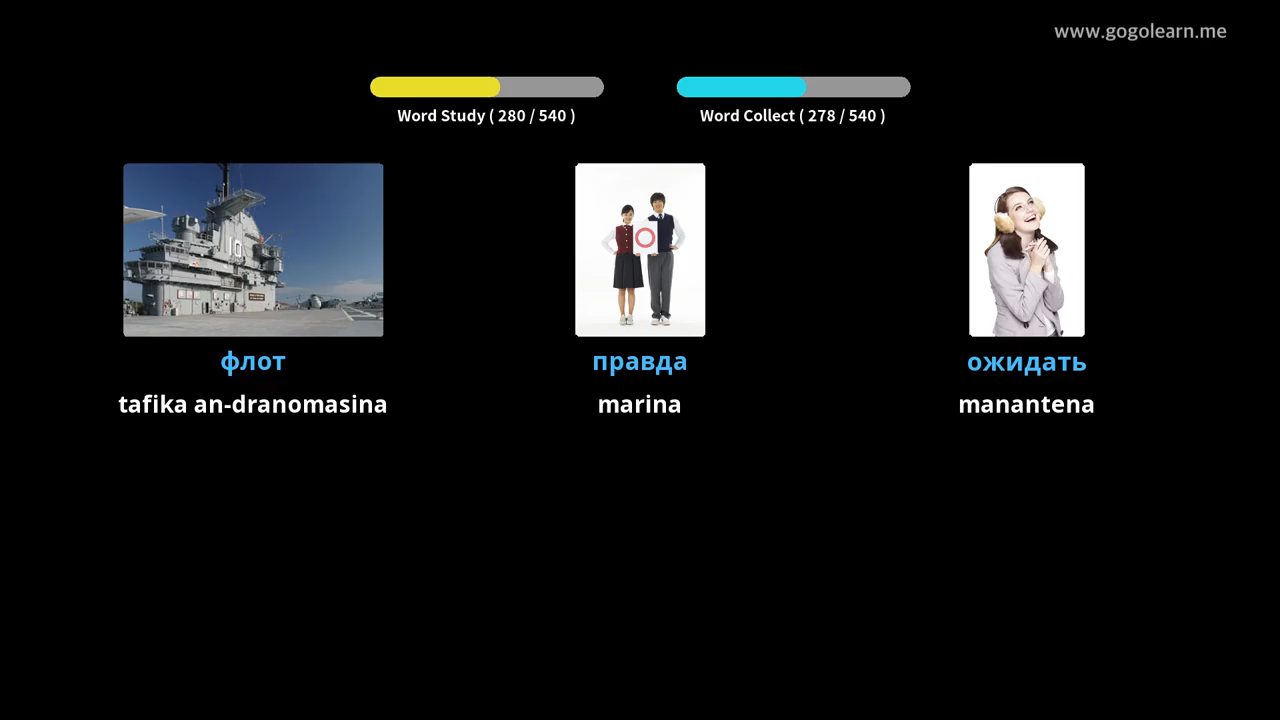 www.gogolearn.me
Word Study ( 280 / 540 )
Word Collect ( 278 / 540 )
10
флот
правда
ожидать
tafika an-dranomasina
marina
manantena